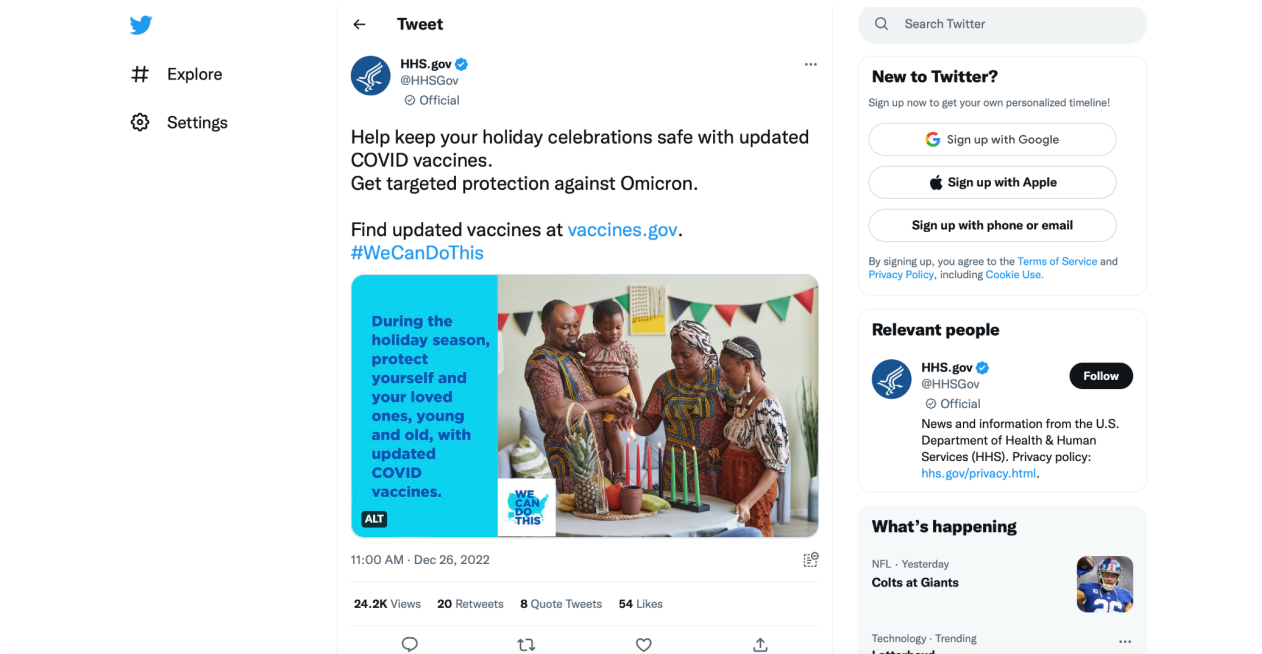 Tweet
Search Twitter
Explore
Settings
HHS.gov
@HHSGov
Official
Help keep your holiday celebrations safe with updated
COVID vaccines.
Get targeted protection against Omicron.
Find updated vaccines at vaccines.gov.
#WeCanDoThis
During the
holiday season,
protect
yourself and
your loved
ones, young
and old, with
updated
COVID
vaccines.
ALT
WE
CAN
DO
THIS
11:00 AM · Dec 26, 2022
24.2K Views 20 Retweets 8 Quote Tweets 54 Likes
New to Twitter?
Sign up now to get your own personalized timeline!
Sign up with Google
Sign up with Apple
Sign up with phone or email
By signing up, you agree to the Terms of Service and
Privacy Policy, including Cookie Use.
Relevant people
HHS.gov
@HHSGov
Official
Follow
News and information from the U.S.
Department of Health & Human
Services (HHS). Privacy policy:
hhs.gov/privacy.html.
What's happening
NFL · Yesterday
Colts at Giants
Technology · Trending